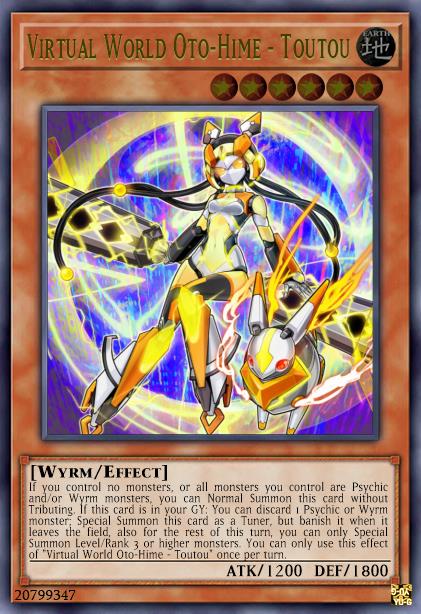 Virtual World Oto-Hime - Toutou
EARTH
地
[Wyrm/Effect]
If you control no monsters, or all monsters you control are Psychic
and/or Wyrm monsters, you can Normal Summon this card without
Tributing. If this card is in your GY: You can discard 1 Psychic or Wyrm
monster; Special Summon this card as a Tuner, but banish it when it
leaves the field, also for the rest of this turn, you can only Special
Summon Level/Rank 3 or higher monsters. You can only use this effect
of "Virtual World Oto-Hime - Toutou" once per turn.
ATK/1200 DEF/1800
20799347